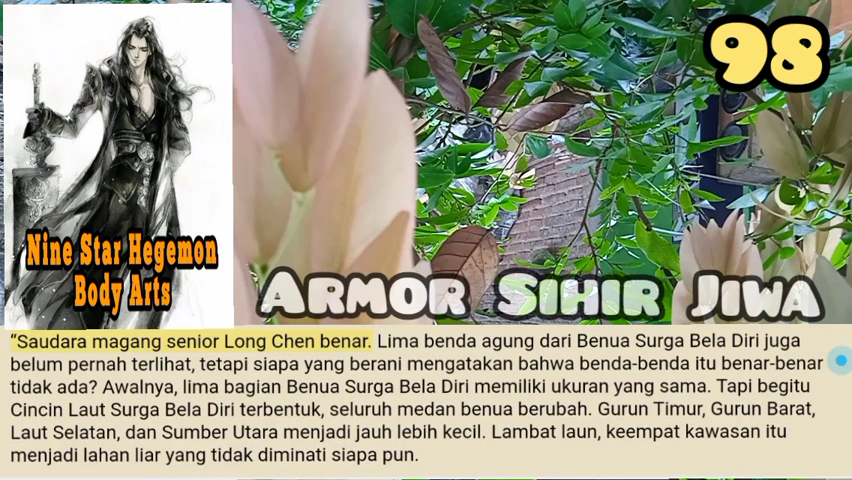 98
Nine Star Hegemon
Body Arts
Armor Sihir Jiwa
“Saudara magang senior Long Chen benar. Lima benda agung dari Benua Surga Bela Diri juga
belum pernah terlihat, tetapi siapa yang berani mengatakan bahwa benda-benda itu benar-benar
tidak ada? Awalnya, lima bagian Benua Surga Bela Diri memiliki ukuran yang sama. Tapi begitu
Cincin Laut Surga Bela Diri terbentuk, seluruh medan benua berubah. Gurun Timur, Gurun Barat,
Laut Selatan, dan Sumber Utara menjadi jauh lebih kecil. Lambat laun, keempat kawasan itu
menjadi lahan liar yang tidak diminati siapa pun.